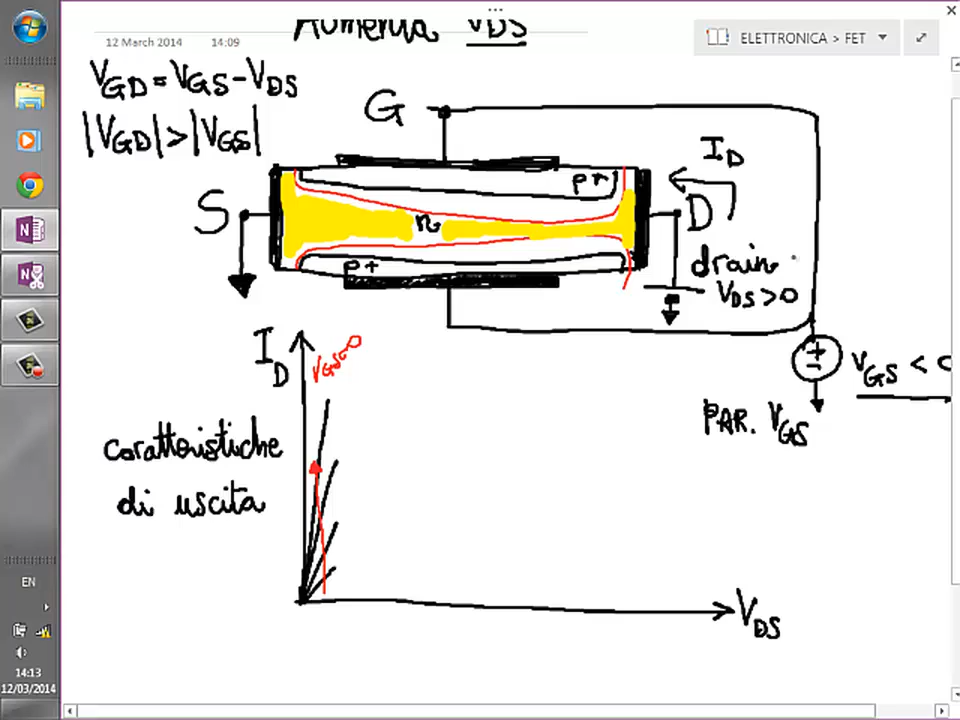 Aumenta VDS
12 March 2014 14:09
ELETTRONICA > FET
VGD = VGS - VDS
|VGD| > |VGS|
G
ID
p+
S
n
D
p+
drain
VDS > 0
ID
VGS=0
VGS <
PAR. VGS
caratteristiche
di uscita
VDS
EN
14:13
12/03/2014